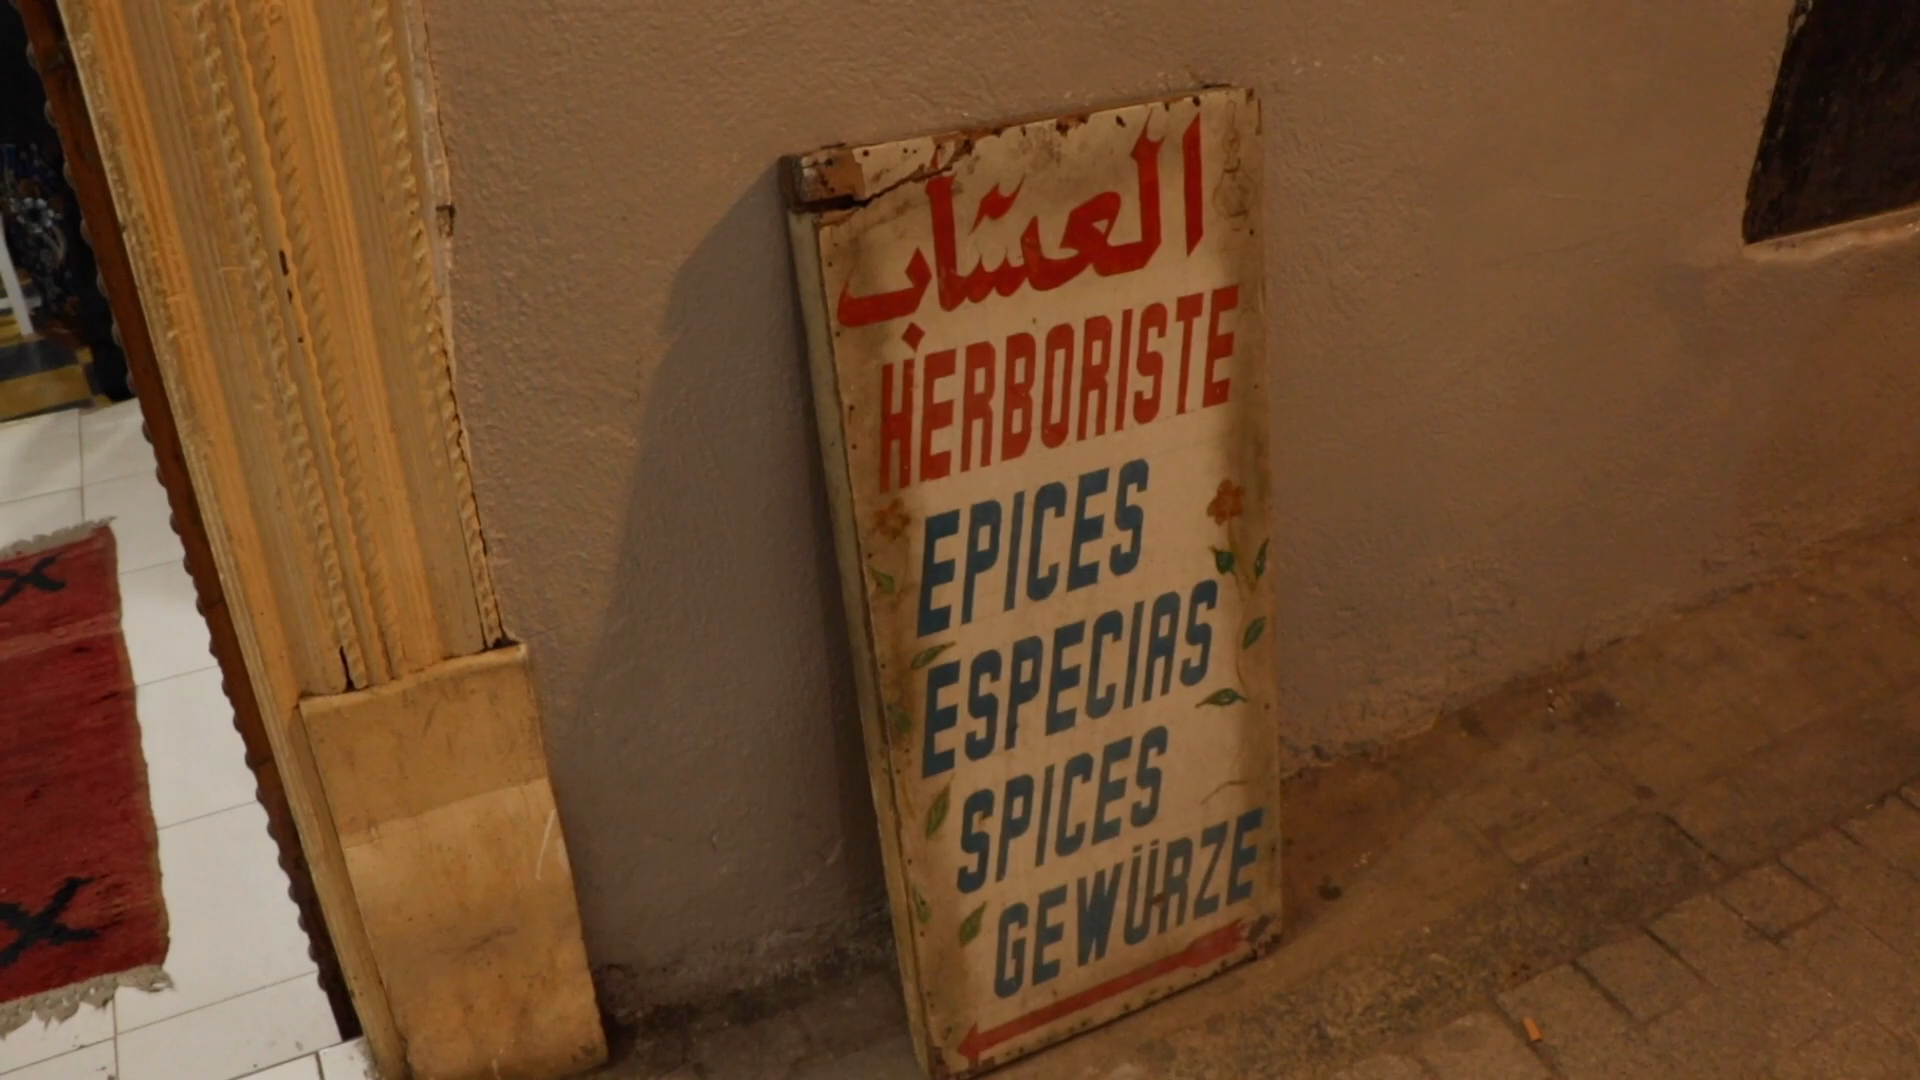 العشاب
HERBORISTE
EPICES
ESPECIAS
SPICES
GEWÜRZE